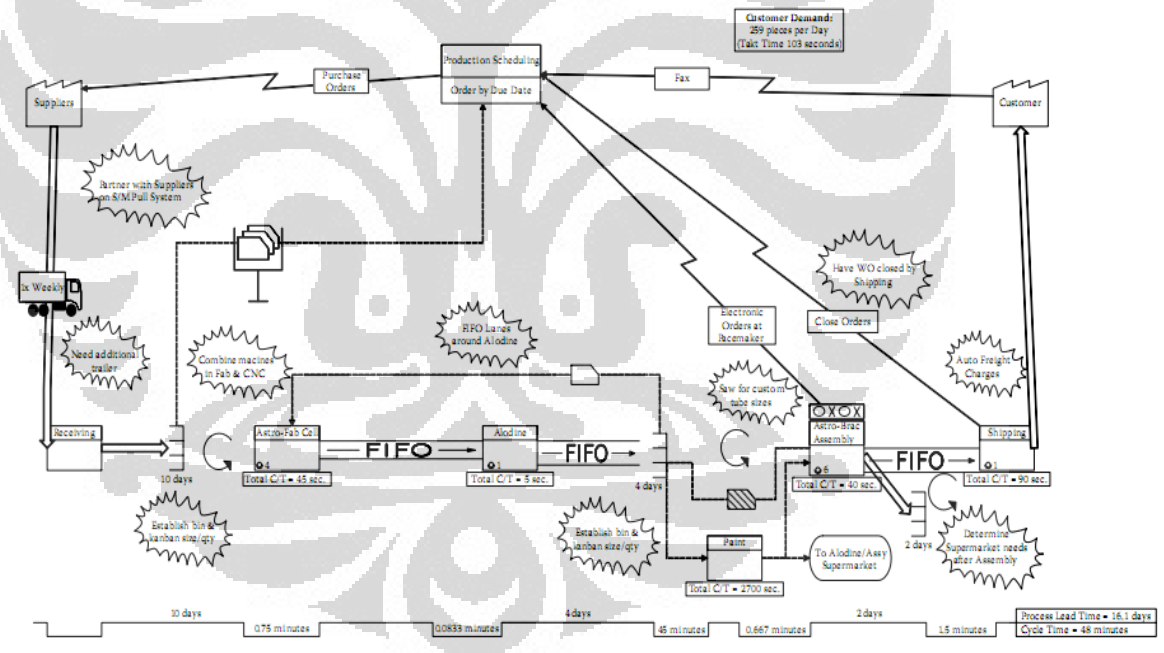 Customer Demand:
259 pieces per Day
(Takt Time 103 seconds)
Production Scheduling
Order by Due Date
Purchase
Orders
Fax
Suppliers
Customer
Partner with Suppliers
on S/M Pull System
1x Weekly
Need additional
trailer
Combine macines
in Fab & CNC
FIFO Lanes
around Alodine
Have WO closed by
Shipping
Electronic
Orders at
Pacemaker
Close Orders
Auto Freight
Charges
Saw for custom
tube sizes
Receiving
10 days
Astro-Fab Cell
4
Total C/T = 45 sec.
FIFO
Alodine
1
Total C/T = 5 sec.
FIFO
4 days
OXOX
Astro-Brac
Assembly
6
Total C/T = 40 sec.
FIFO
Shipping
1
Total C/T = 90 sec.
2 days
Establish bin &
kanban size/qty
Establish bin &
kanban size/qty
Determine
Supermarket needs
after Assembly
Paint
Total C/T = 2700 sec.
To Alodine/Assy
Supermarket
10 days
0.75 minutes
0.0833 minutes
4 days
45 minutes
0.667 minutes
2 days
1.5 minutes
Process Lead Time = 16.1 days
Cycle Time = 48 minutes